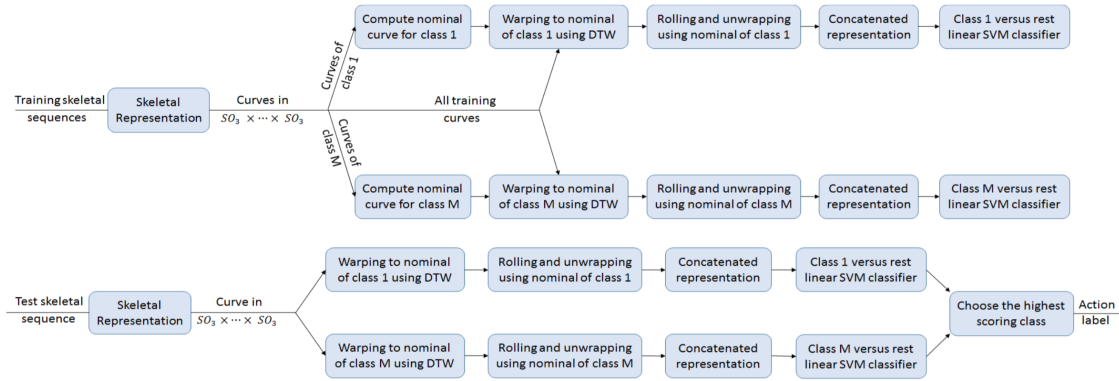 Compute nominal
curve for class 1
Warping to nominal
of class 1 using DTW
Rolling and unwrapping
using nominal of class 1
Concatenated
representation
Class 1 versus rest
linear SVM classifier
Curves of
class 1
Training skeletal
sequences
Skeletal
Representation
Curves in
SO₃ × ⋯ × SO₃
All training
curves
Curves of
class M
Compute nominal
curve for class M
Warping to nominal
of class M using DTW
Rolling and unwrapping
using nominal of class M
Concatenated
representation
Class M versus rest
linear SVM classifier
Warping to nominal
of class 1 using DTW
Rolling and unwrapping
using nominal of class 1
Concatenated
representation
Class 1 versus rest
linear SVM classifier
Test skeletal
sequence
Skeletal
Representation
Curve in
SO₃ × ⋯ × SO₃
Choose the highest
scoring class
Action
label
Warping to nominal
of class M using DTW
Rolling and unwrapping
using nominal of class M
Concatenated
representation
Class M versus rest
linear SVM classifier